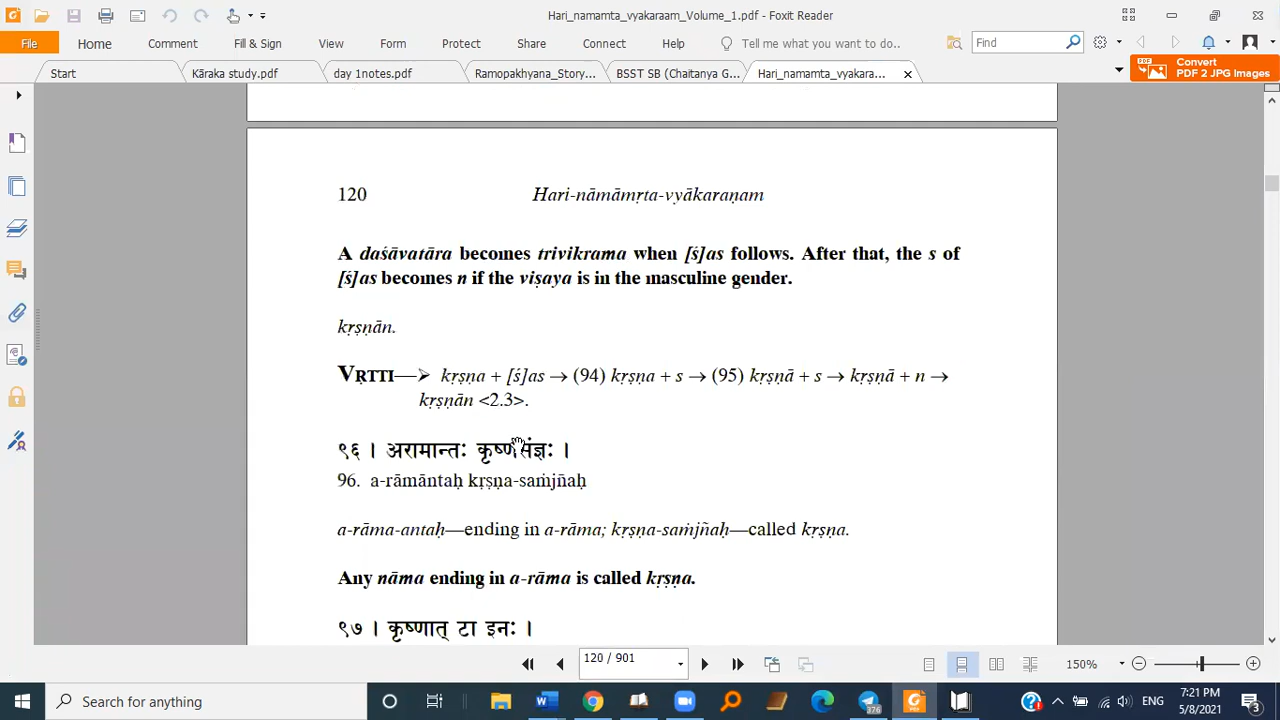 Hari_namamta_vyakaraam_Volume_1.pdf - Foxit Reader
File Home Comment Fill & Sign View Form Protect Share Connect Help Tell me what you want to do.. Find
Start Kāraka study.pdf day 1notes.pdf Ramopakhyana_Story... BSST SB (Chaitanya G... Hari_namamta_vyakara...
Convert
PDF 2 JPG Images
120 Hari-nāmāmṛta-vyākaraṇam
A daśāvatāra becomes trivikrama when [ś]as follows. After that, the s of
[ś]as becomes n if the viṣaya is in the masculine gender.
kṛṣṇān.
VṚTTI—➢ kṛṣṇa + [ś]as → (94) kṛṣṇa + s → (95) kṛṣṇā + s → kṛṣṇā + n →
kṛṣṇān <2.3>.
९६ । अरामान्तः कृष्णसंज्ञः ।
96. a-rāmāntaḥ kṛṣṇa-saṁjñaḥ
a-rāma-antaḥ—ending in a-rāma; kṛṣṇa-saṁjñaḥ—called kṛṣṇa.
Any nāma ending in a-rāma is called kṛṣṇa.
९७ । कृष्णात् टा इनः ।
120 / 901 150%
Search for anything 376 ENG 7:21 PM
5/8/2021 3